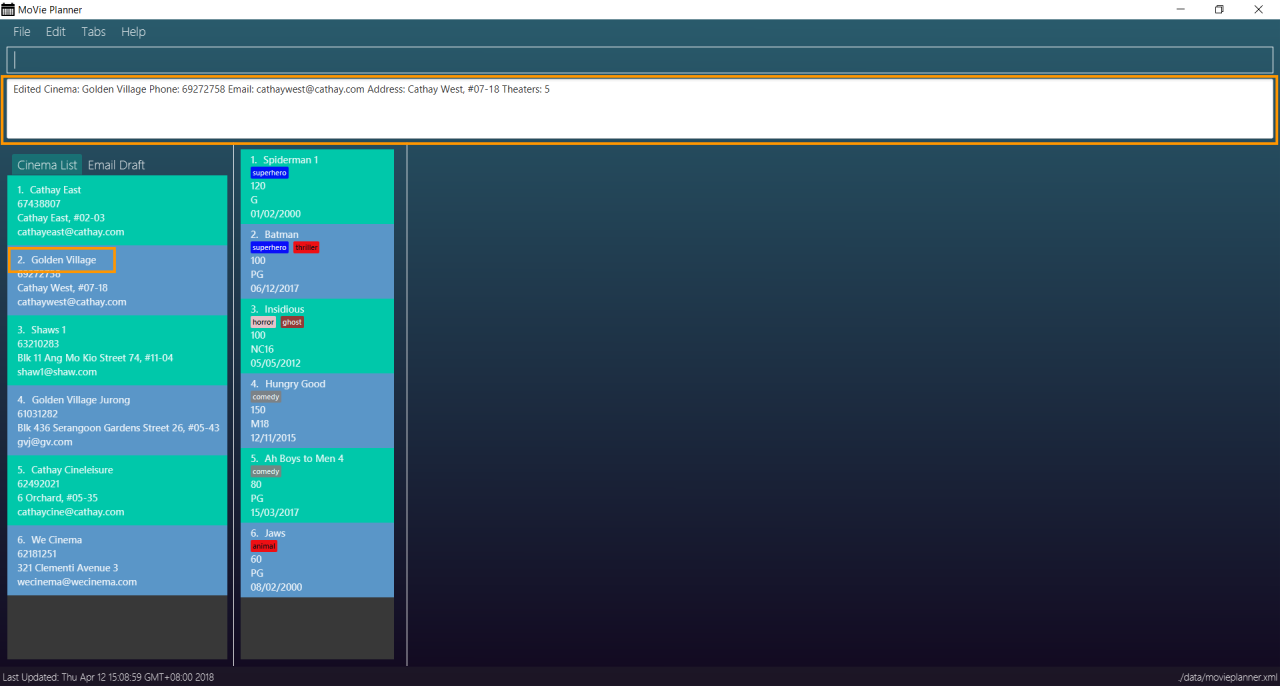 MoVie Planner
File Edit Tabs Help
Edited Cinema: Golden Village Phone: 69272758 Email: cathaywest@cathay.com Address: Cathay West, #07-18 Theaters: 5
Cinema List Email Draft
1. Cathay East
67438807
Cathay East, #02-03
cathayeast@cathay.com
2. Golden Village
69272758
Cathay West, #07-18
cathaywest@cathay.com
3. Shaws 1
63210283
Blk 11 Ang Mo Kio Street 74, #11-04
shaw1@shaw.com
4. Golden Village Jurong
61031282
Blk 436 Serangoon Gardens Street 26, #05-43
gvj@gv.com
5. Cathay Cineleisure
62492021
6 Orchard, #05-35
cathaycine@cathay.com
6. We Cinema
62181251
321 Clementi Avenue 3
wecinema@wecinema.com
1. Spiderman 1
superhero
120
G
01/02/2000
2. Batman
superhero thriller
100
PG
06/12/2017
3. Insidious
horror ghost
100
NC16
05/05/2012
4. Hungry Good
comedy
150
M18
12/11/2015
5. Ah Boys to Men 4
comedy
80
PG
15/03/2017
6. Jaws
animal
60
PG
08/02/2000
Last Updated: Thu Apr 12 15:08:59 GMT+08:00 2018
./data/movieplanner.xml